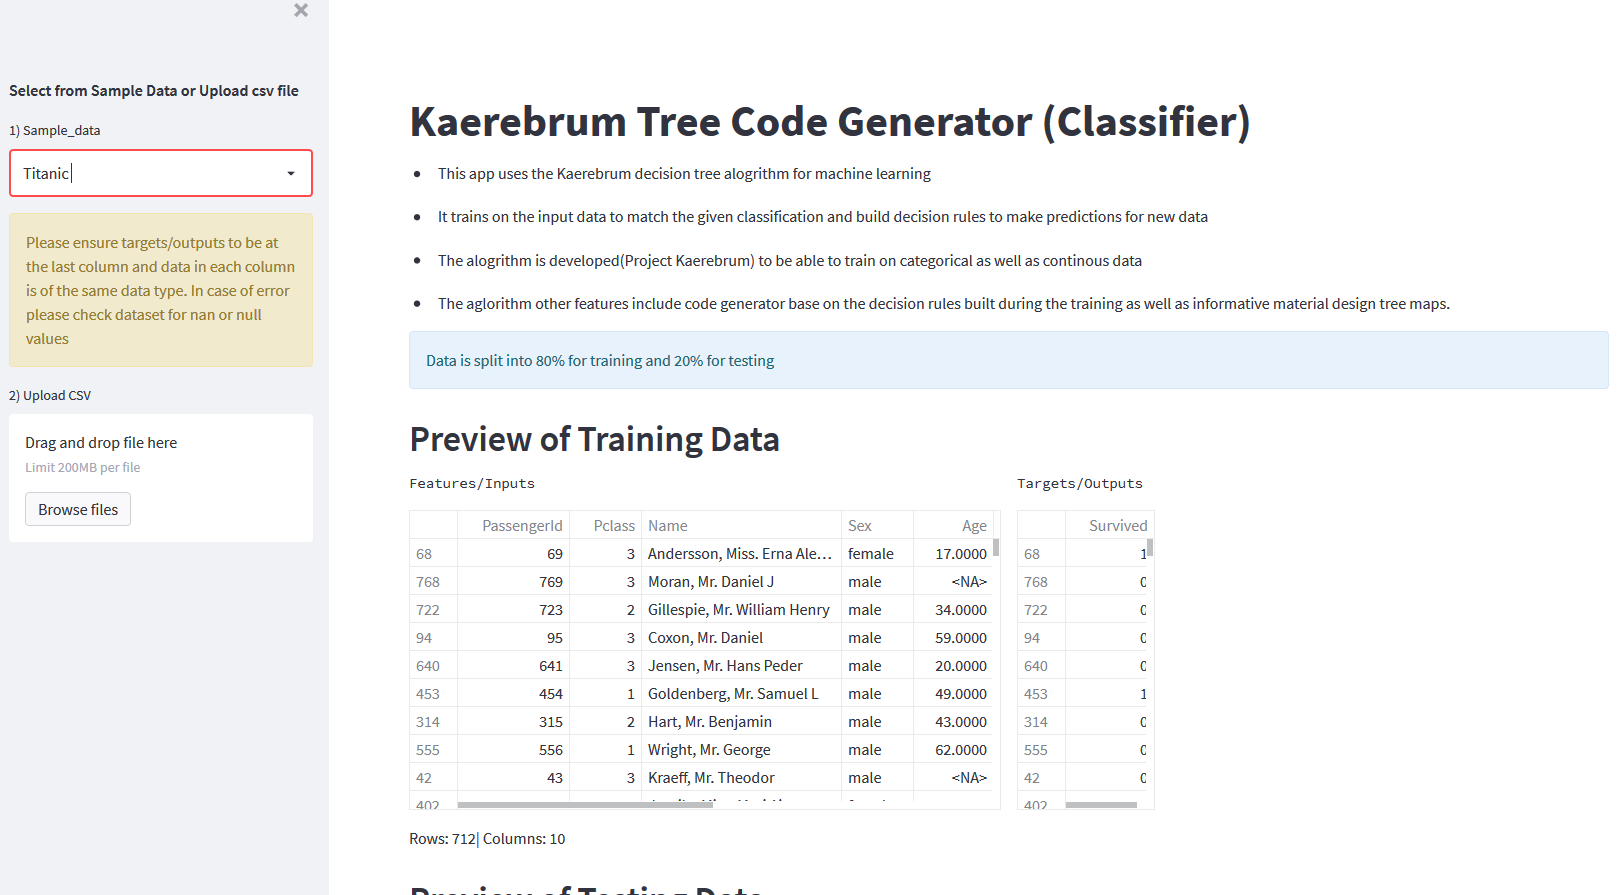 Select from Sample Data or Upload csv file
1) Sample_data
Titanic
Please ensure targets/outputs to be at
the last column and data in each column
is of the same data type. In case of error
please check dataset for nan or null
values
2) Upload CSV
Drag and drop file here
Limit 200MB per file
Browse files
Kaerebrum Tree Code Generator (Classifier)
This app uses the Kaerebrum decision tree alogrithm for machine learning
It trains on the input data to match the given classification and build decision rules to make predictions for new data
The alogrithm is developed(Project Kaerebrum) to be able to train on categorical as well as continous data
The aglorithm other features include code generator base on the decision rules built during the training as well as informative material design tree maps.
Data is split into 80% for training and 20% for testing
Preview of Training Data
Features/Inputs
PassengerId Pclass Name Sex Age
68 69 3 Andersson, Miss. Erna Ale... female 17.0000
768 769 3 Moran, Mr. Daniel J male <NA>
722 723 2 Gillespie, Mr. William Henry male 34.0000
94 95 3 Coxon, Mr. Daniel male 59.0000
640 641 3 Jensen, Mr. Hans Peder male 20.0000
453 454 1 Goldenberg, Mr. Samuel L male 49.0000
314 315 2 Hart, Mr. Benjamin male 43.0000
555 556 1 Wright, Mr. George male 62.0000
42 43 3 Kraeff, Mr. Theodor male <NA>
402
Targets/Outputs
Survived
68 1
768 0
722 0
94 0
640 0
453 1
314 0
555 0
42 0
402
Rows: 712| Columns: 10
Preview of Testing Data